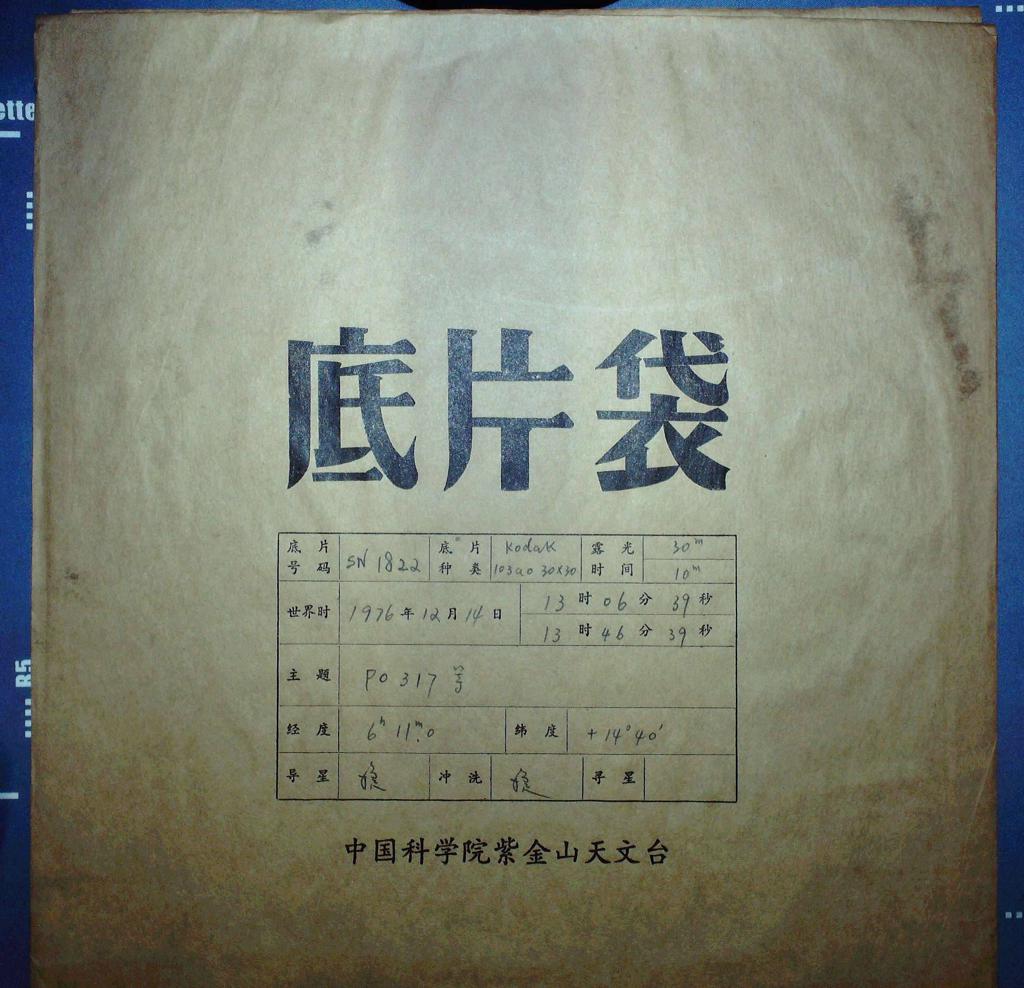 ette
B5
底片袋
底片号码 SN 1822 底片种类 Kodak 103aO 30×30 露光时间 30m 10m
世界时 1976年12月14日 13时06分39秒
13时46分39秒
主题 PO 317 等
经度 6h 11m.0 纬度 +14°40′
导星 冲洗 寻星
中国科学院紫金山天文台